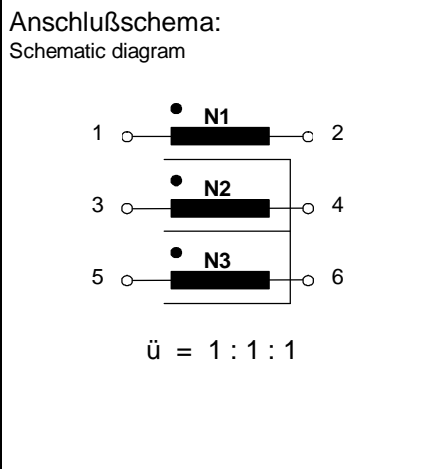 Anschlußschema:
Schematic diagram
N1
1 2
N2
3 4
N3
5 6
ü = 1 : 1 : 1